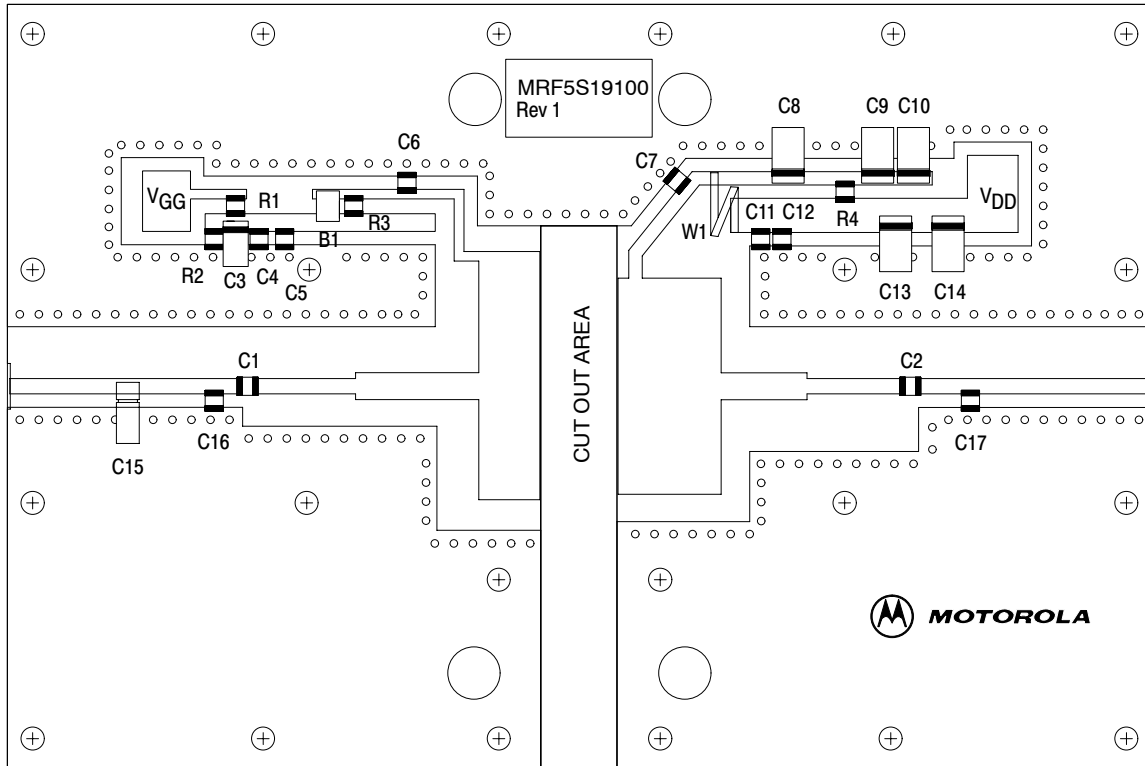 MRF5S19100
Rev 1
C8
C9
C10
C6
C7
VGG
R1
R3
B1
R2
C3
C4
C5
W1
C11
C12
R4
VDD
C13
C14
CUT OUT AREA
C1
C2
C15
C16
C17
MOTOROLA